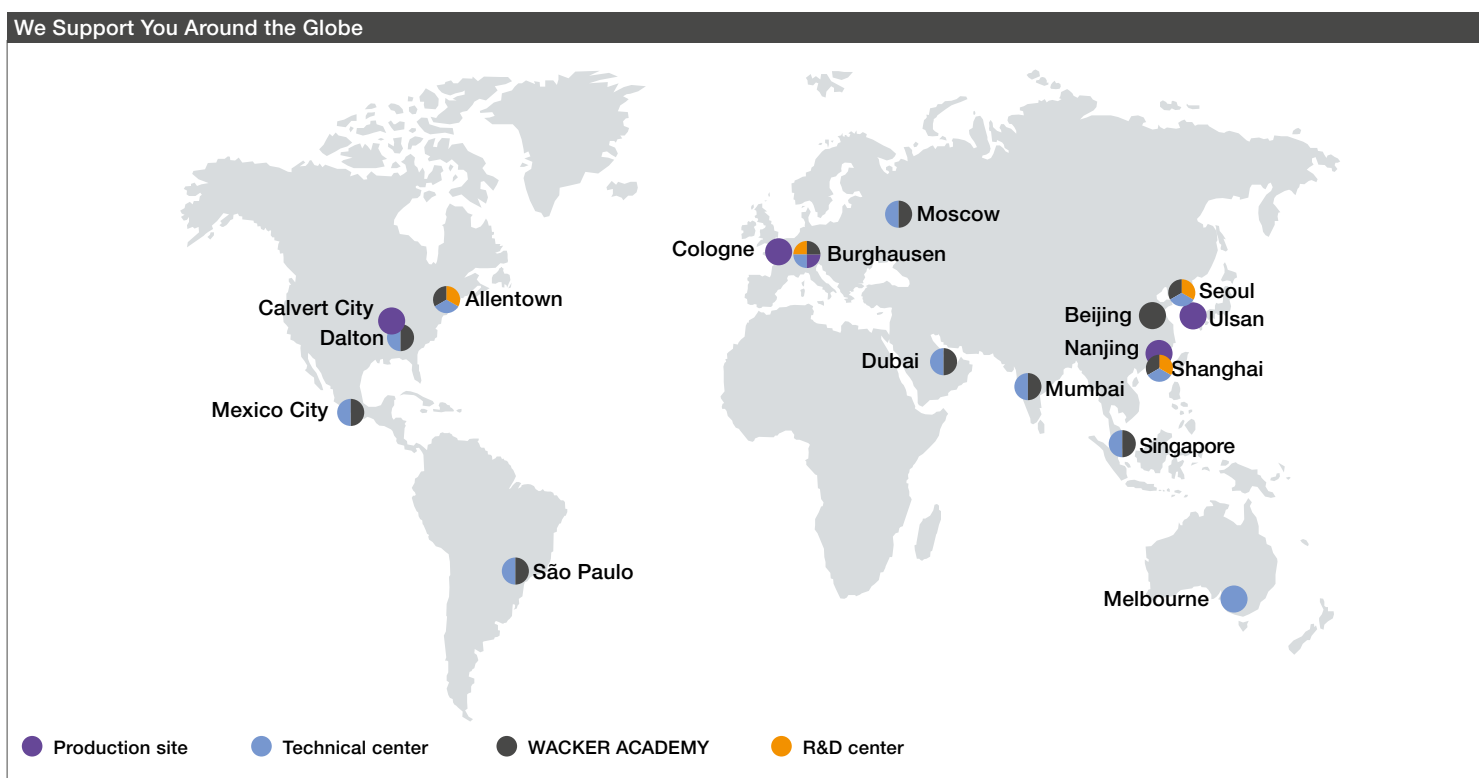 We Support You Around the Globe
Moscow
Cologne
Burghausen
Allentown
Calvert City
Dalton
Seoul
Beijing
Ulsan
Nanjing
Shanghai
Dubai
Mumbai
Mexico City
Singapore
São Paulo
Melbourne
Production site
Technical center
WACKER ACADEMY
R&D center